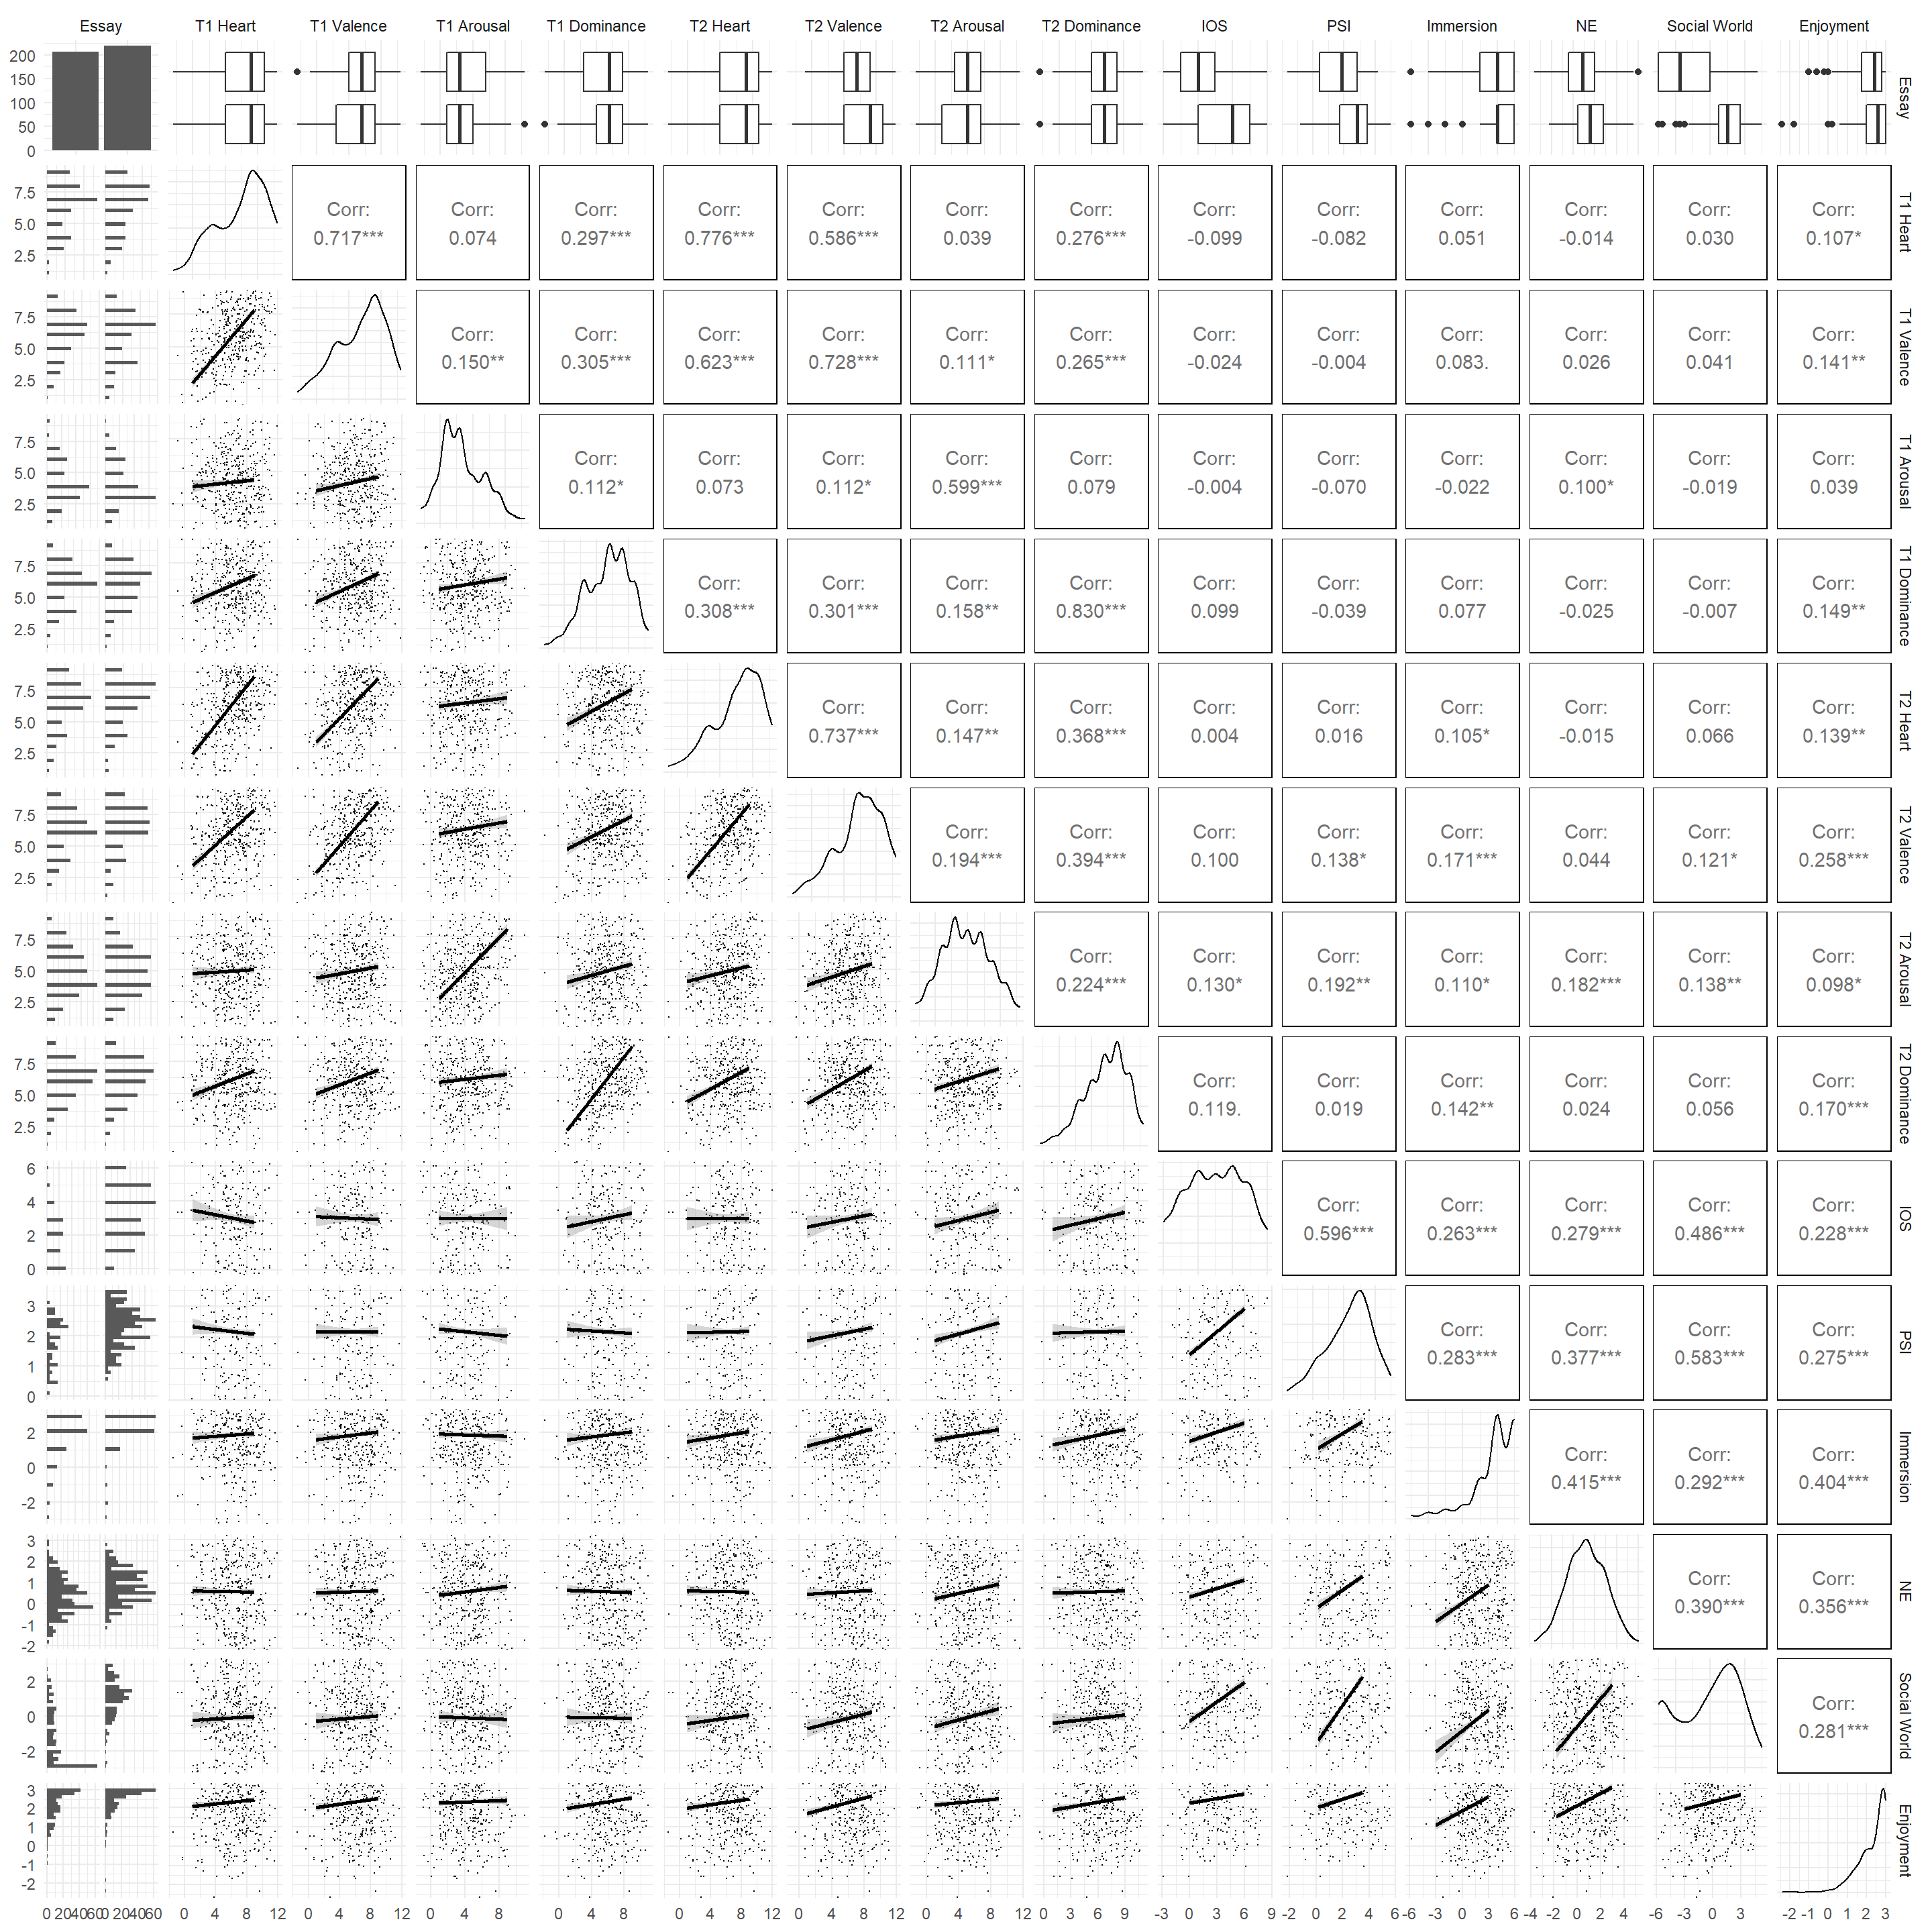 Essay T1 Heart T1 Valence T1 Arousal T1 Dominance T2 Heart T2 Valence T2 Arousal T2 Dominance IOS PSI Immersion NE Social World Enjoyment
200
150
100
50
0
Essay
7.5
5.0
2.5
Corr: Corr: Corr: Corr: Corr: Corr: Corr: Corr: Corr: Corr: Corr: Corr: Corr:
0.717*** 0.074 0.297*** 0.776*** 0.586*** 0.039 0.276*** -0.099 -0.082 0.051 -0.014 0.030 0.107*
T1 Heart
7.5
5.0
2.5
Corr: Corr: Corr: Corr: Corr: Corr: Corr: Corr: Corr: Corr: Corr: Corr:
0.150** 0.305*** 0.623*** 0.728*** 0.111* 0.265*** -0.024 -0.004 0.083. 0.026 0.041 0.141**
T1 Valence
7.5
5.0
2.5
Corr: Corr: Corr: Corr: Corr: Corr: Corr: Corr: Corr: Corr: Corr:
0.112* 0.073 0.112* 0.599*** 0.079 -0.004 -0.070 -0.022 0.100* -0.019 0.039
T1 Arousal
7.5
5.0
2.5
Corr: Corr: Corr: Corr: Corr: Corr: Corr: Corr: Corr: Corr:
0.308*** 0.301*** 0.158** 0.830*** 0.099 -0.039 0.077 -0.025 -0.007 0.149**
T1 Dominance
7.5
5.0
2.5
Corr: Corr: Corr: Corr: Corr: Corr: Corr: Corr: Corr:
0.737*** 0.147** 0.368*** 0.004 0.016 0.105* -0.015 0.066 0.139**
T2 Heart
7.5
5.0
2.5
Corr: Corr: Corr: Corr: Corr: Corr: Corr: Corr:
0.194*** 0.394*** 0.100 0.138* 0.171*** 0.044 0.121* 0.258***
T2 Valence
7.5
5.0
2.5
Corr: Corr: Corr: Corr: Corr: Corr: Corr:
0.224*** 0.130* 0.192** 0.110* 0.182*** 0.138** 0.098*
T2 Arousal
7.5
5.0
2.5
Corr: Corr: Corr: Corr: Corr: Corr:
0.119. 0.019 0.142** 0.024 0.056 0.170***
T2 Dominance
6
4
2
0
Corr: Corr: Corr: Corr: Corr:
0.596*** 0.263*** 0.279*** 0.486*** 0.228***
IOS
3
2
1
0
Corr: Corr: Corr: Corr:
0.283*** 0.377*** 0.583*** 0.275***
PSI
2
0
-2
Corr: Corr: Corr:
0.415*** 0.292*** 0.404***
Immersion
3
2
1
0
-1
-2
Corr: Corr:
0.390*** 0.356***
NE
2
0
-2
Corr:
0.281***
Social World
3
2
1
0
-1
-2
Enjoyment
0 20 40 60 0 20 40 60 0 4 8 12 0 4 8 12 0 4 8 0 4 8 0 4 8 12 0 4 8 12 0 4 8 12 0 3 6 9 -3 0 3 6 9 -2 0 2 4 6 -6 -3 0 3 6 -4 -2 0 2 4 -6 -3 0 3 -2 -1 0 1 2 3